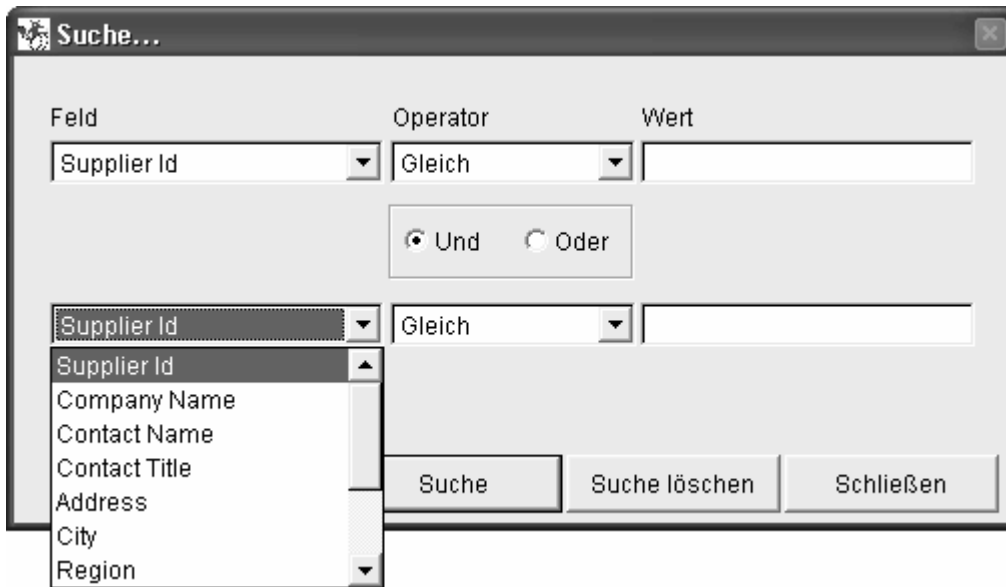 Suche...
Feld Operator Wert
Supplier Id Gleich
Und Oder
Supplier Id Gleich
Supplier Id
Company Name
Contact Name
Contact Title
Address
City
Region
Suche Suche löschen Schließen